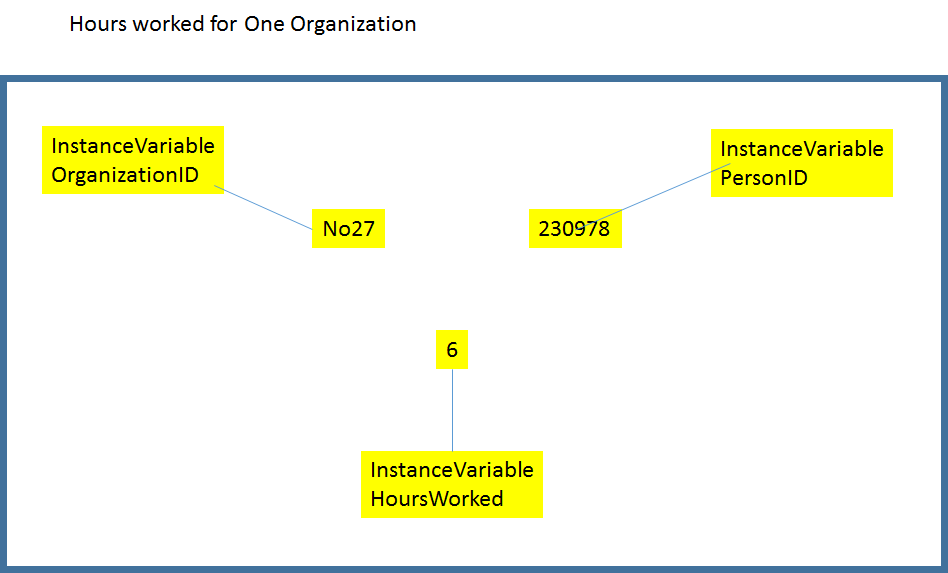 Hours worked for One Organization
InstanceVariable
OrganizationID
InstanceVariable
PersonID
No27
230978
6
InstanceVariable
HoursWorked